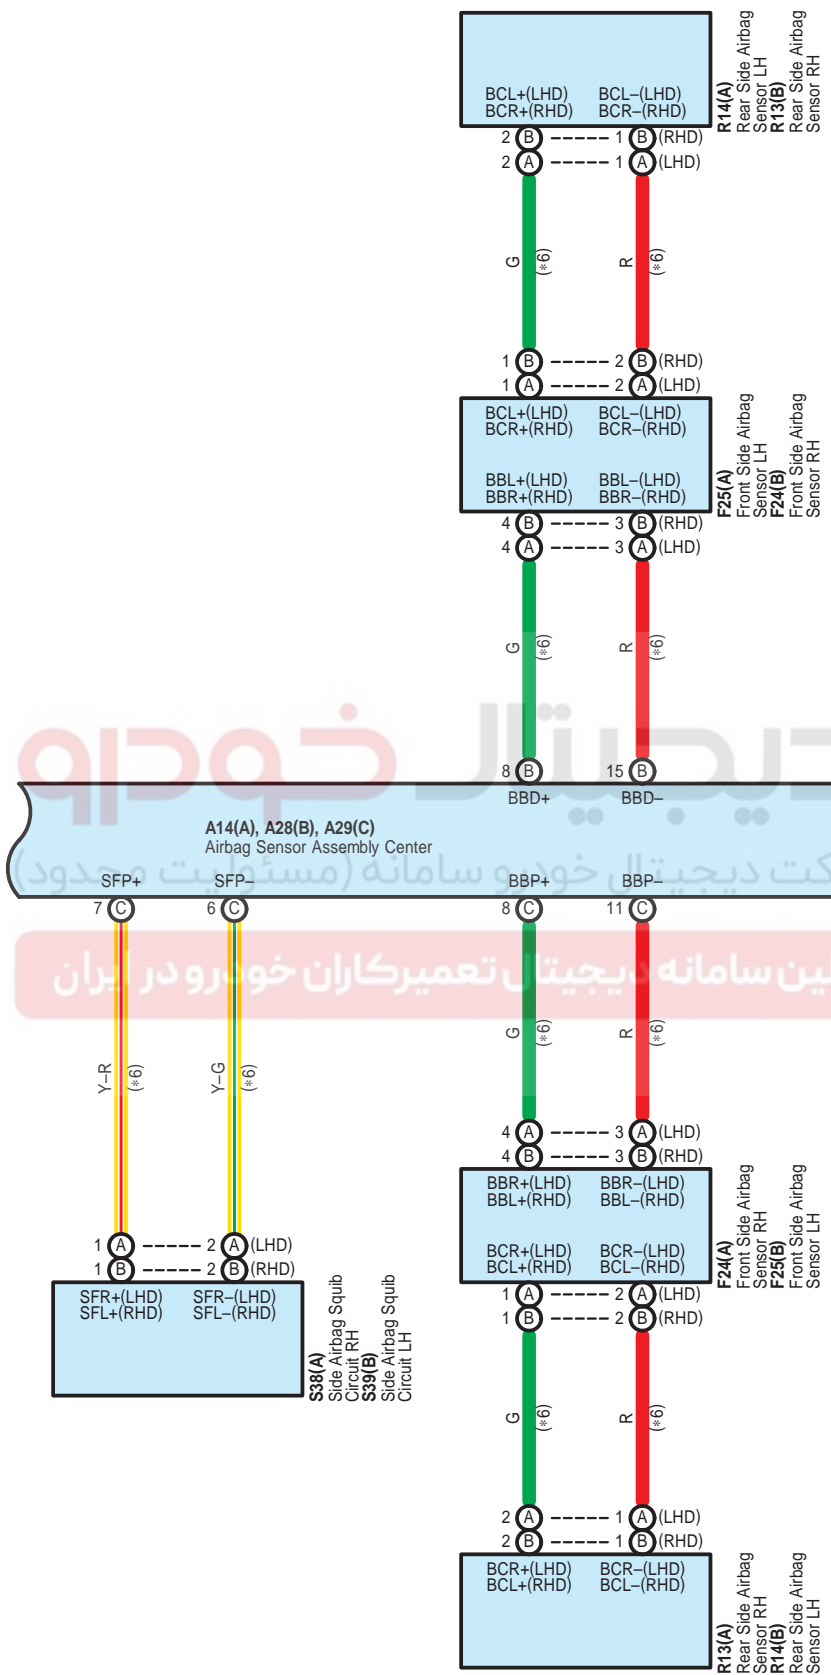 BCL+(LHD) BCL–(LHD)
BCR+(RHD) BCR–(RHD)
R14(A)
Rear Side Airbag
Sensor LH
R13(B)
Rear Side Airbag
Sensor RH
2 B 1 B (RHD)
2 A 1 A (LHD)
G (*6) R (*6)
1 B 2 B (RHD)
1 A 2 A (LHD)
BCL+(LHD) BCL–(LHD)
BCR+(RHD) BCR–(RHD)
BBL+(LHD) BBL–(LHD)
BBR+(RHD) BBR–(RHD)
F25(A)
Front Side Airbag
Sensor LH
F24(B)
Front Side Airbag
Sensor RH
4 B 3 B (RHD)
4 A 3 A (LHD)
G (*6) R (*6)
دیجیتال خودرو
8 B 15 B
BBD+ BBD–
A14(A), A28(B), A29(C)
Airbag Sensor Assembly Center
کت دیجیتال خودرو سامانه (مسئولیت محدود)
SFP+ SFP– BBP+ BBP–
7 C 6 C 8 C 11 C
ین سامانه دیجیتال تعمیرکاران خودرو در ایران
G (*6) R (*6)
Y–R (*6) Y–G (*6)
4 A 3 A (LHD)
4 B 3 B (RHD)
BBR+(LHD) BBR–(LHD)
BBL+(RHD) BBL–(RHD)
BCR+(LHD) BCR–(LHD)
BCL+(RHD) BCL–(RHD)
F24(A)
Front Side Airbag
Sensor RH
F25(B)
Front Side Airbag
Sensor LH
1 A 2 A (LHD)
1 B 2 B (RHD)
SFR+(LHD) SFR–(LHD)
SFL+(RHD) SFL–(RHD)
S38(A)
Side Airbag Squib
Circuit RH
S39(B)
Side Airbag Squib
Circuit LH
1 A 2 A (LHD)
1 B 2 B (RHD)
G (*6) R (*6)
2 A 1 A (LHD)
2 B 1 B (RHD)
BCR+(LHD) BCR–(LHD)
BCL+(RHD) BCL–(RHD)
R13(A)
Rear Side Airbag
Sensor RH
R14(B)
Rear Side Airbag
Sensor LH